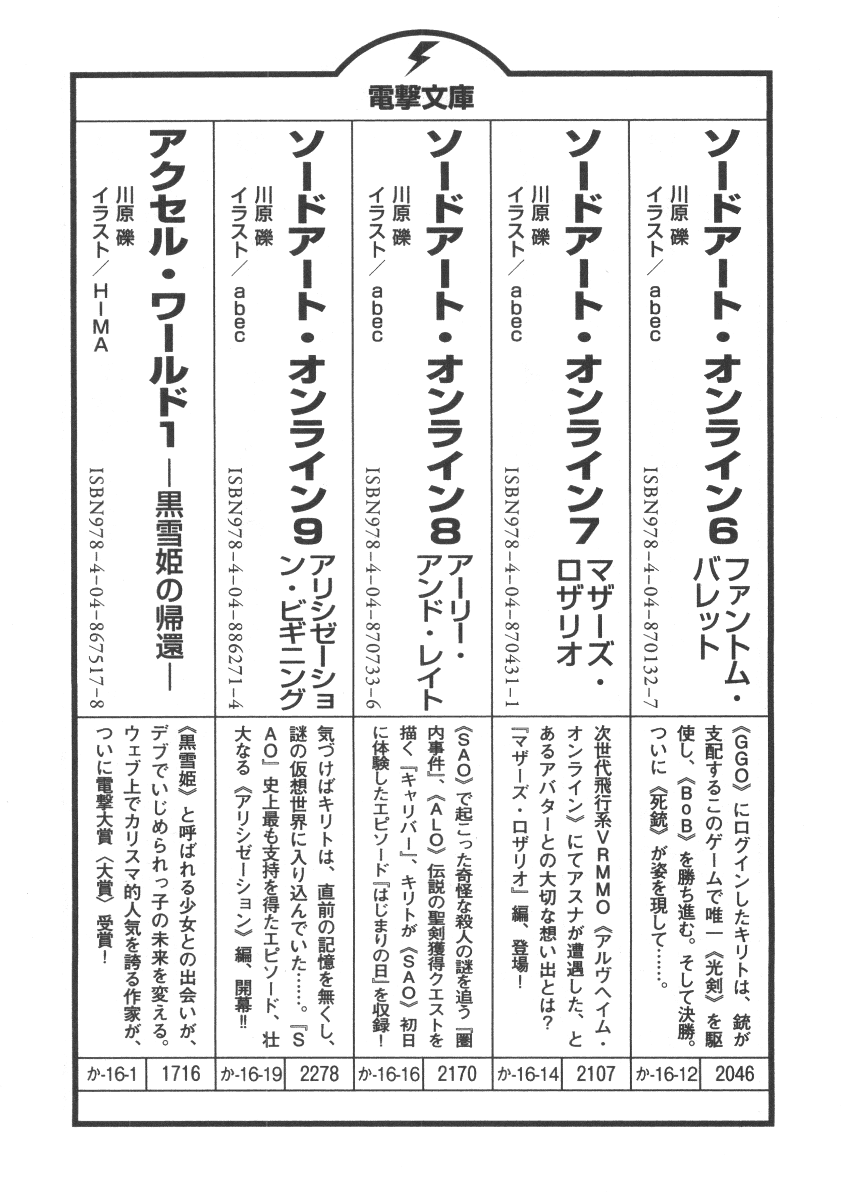 電撃文庫
ソードアート・オンライン6
ファントム・
バレット
川原 礫
イラスト／abec
ISBN978-4-04-870132-7
《GGO》にログインしたキリトは、銃が
支配するこのゲームで唯一《光剣》を駆
使し、《BoB》を勝ち進む。そして決勝。
ついに《死銃》が姿を現して……。
か-16-12
2046
ソードアート・オンライン7
マザーズ・
ロザリオ
川原 礫
イラスト／abec
ISBN978-4-04-870431-1
次世代飛行系VRMMO《アルヴヘイム・
オンライン》にてアスナが遭遇した、と
あるアバターとの大切な想い出とは？
『マザーズ・ロザリオ』編、登場！
か-16-14
2107
ソードアート・オンライン8
アーリー・
アンド・レイト
川原 礫
イラスト／abec
ISBN978-4-04-870733-6
《SAO》で起こった奇怪な殺人の謎を追う『圏
内事件』、《ALO》伝説の聖剣獲得クエストを
描く『キャリバー』、キリトが《SAO》初日
に体験したエピソード『はじまりの日』を収録！
か-16-16
2170
ソードアート・オンライン9
アリシゼーショ
ン・ビギニング
川原 礫
イラスト／abec
ISBN978-4-04-886271-4
気づけばキリトは、直前の記憶を無くし、
謎の仮想世界に入り込んでいた……。『S
AO』史上最も支持を得たエピソード、壮
大なる《アリシゼーション》編、開幕!!
か-16-19
2278
アクセル・ワールド1
―黒雪姫の帰還―
川原 礫
イラスト／HIMA
ISBN978-4-04-867517-8
《黒雪姫》と呼ばれる少女との出会いが、
デブでいじめられっ子の未来を変える。
ウェブ上でカリスマ的人気を誇る作家が、
ついに電撃大賞〈大賞〉受賞！
か-16-1
1716